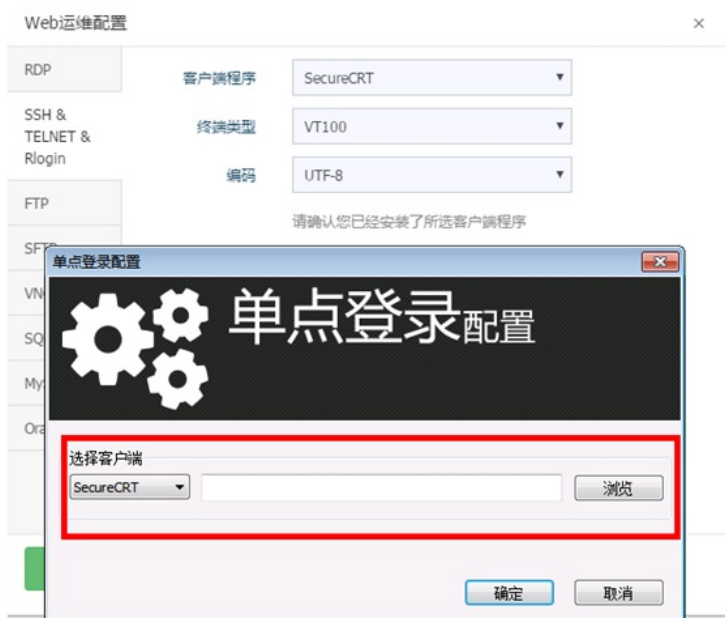 Web运维配置
RDP
客户端程序
SecureCRT
SSH &
TELNET &
Rlogin
终端类型
VT100
编码
UTF-8
FTP
请确认您已经安装了所选客户端程序
单点登录配置
单点登录配置
选择客户端
SecureCRT
浏览
确定
取消